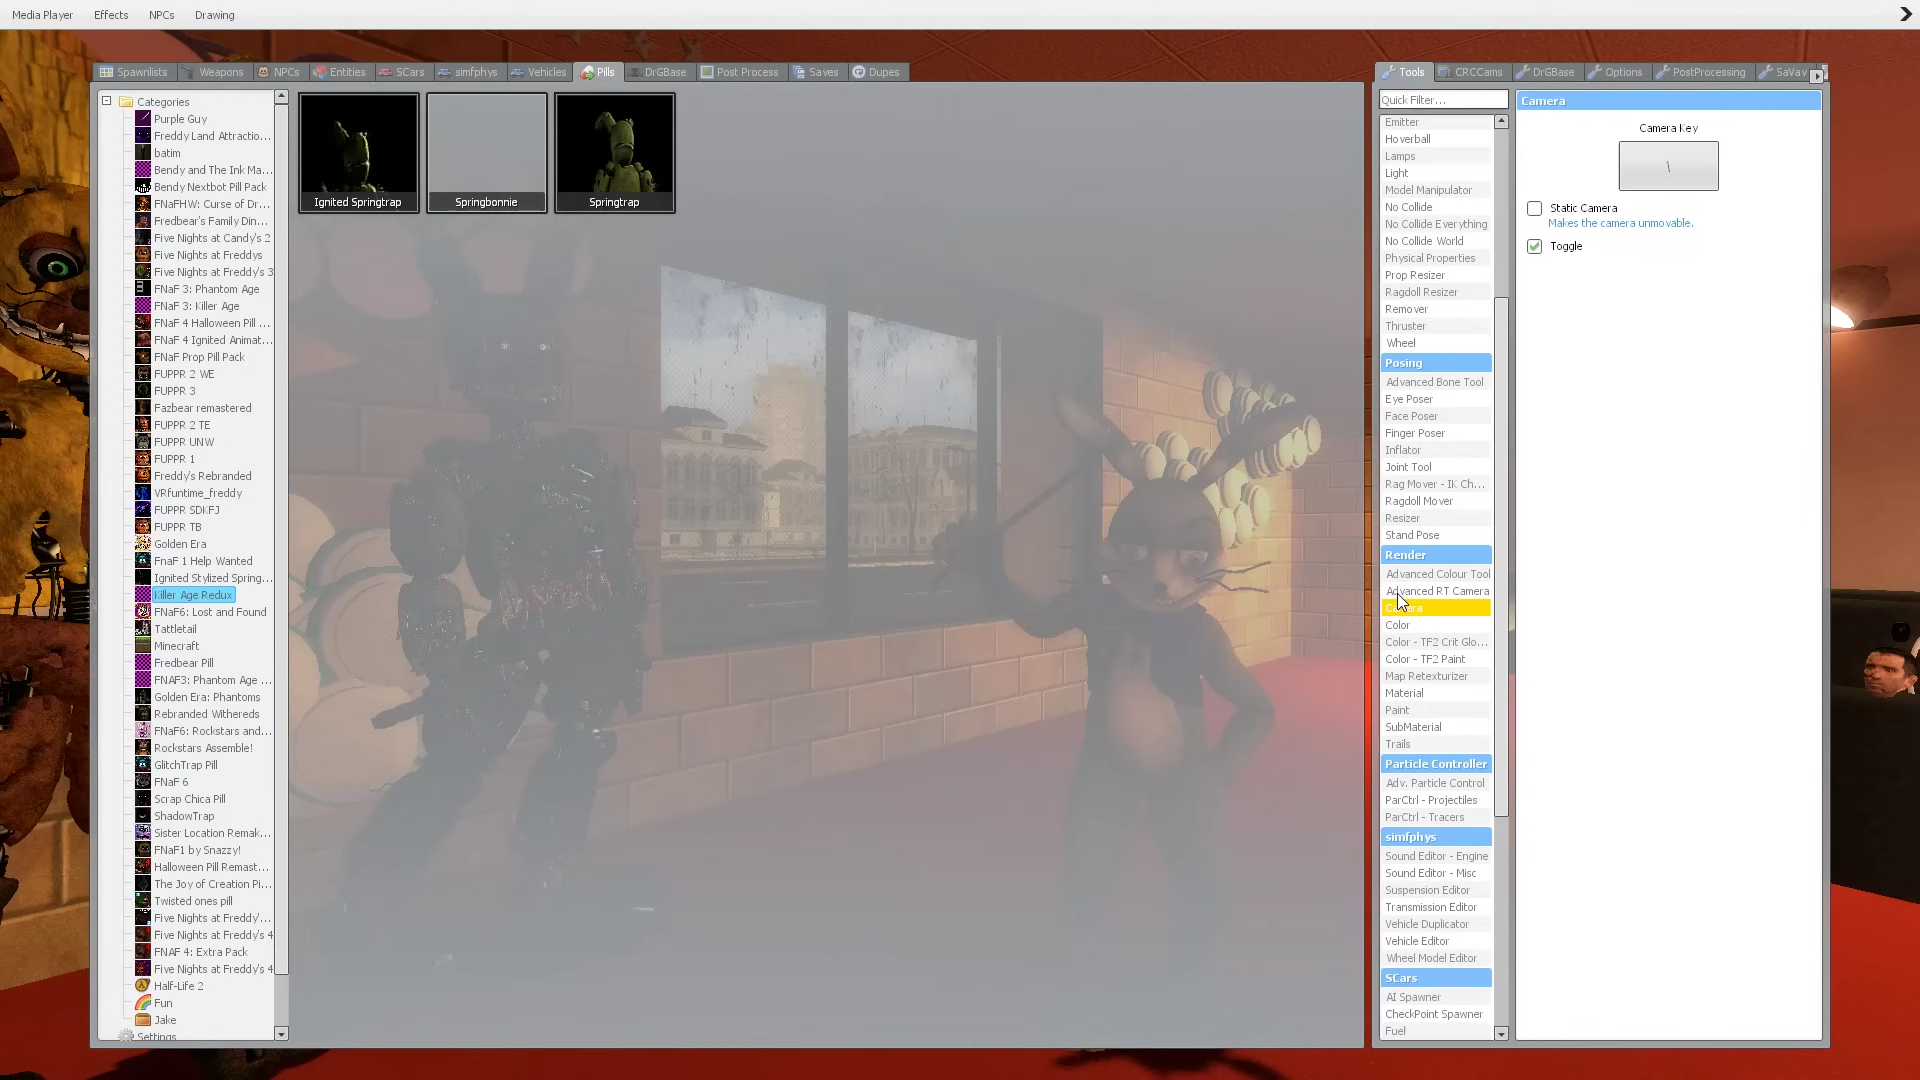 Media Player Effects NPCs Drawing
Spawnlists Weapons NPCs Entities SCars simfphys Vehicles Pills DrGBase Post Process Saves Dupes
Categories
Purple Guy
Freddy Land Attractio...
batim
Bendy and The Ink Ma...
Bendy Nextbot Pill Pack
FNaFHW: Curse of Dr...
Fredbear's Family Din...
Five Nights at Candy's 2
Five Nights at Freddys
Five Nights at Freddy's 3
FNaF 3: Phantom Age
FNaF 3: Killer Age
FNaF 4 Halloween Pill ...
FNaF 4 Ignited Animat...
FNaF Prop Pill Pack
FUPPR 2 WE
FUPPR 3
Fazbear remastered
FUPPR 2 TE
FUPPR UNW
FUPPR 1
Freddy's Rebranded
VRfuntime_freddy
FUPPR SDKFJ
FUPPR TB
Golden Era
FnaF 1 Help Wanted
Ignited Stylized Spring...
Killer Age Redux
FNaF6: Lost and Found
Tattletail
Minecraft
Fredbear Pill
FNAF3: Phantom Age ...
Golden Era: Phantoms
Rebranded Withereds
FNaF6: Rockstars and...
Rockstars Assemble!
GlitchTrap Pill
FNaF 6
Scrap Chica Pill
ShadowTrap
Sister Location Remak...
FNaF1 by Snazzy!
Halloween Pill Remast...
The Joy of Creation Pi...
Twisted ones pill
Five Nights at Freddy'...
Five Nights at Freddy's 4
FNAF 4: Extra Pack
Five Nights at Freddy's 4
Half-Life 2
Fun
Jake
Settings
Ignited Springtrap Springbonnie Springtrap
Tools CRCCams DrGBase Options PostProcessing SaVav
Quick Filter...
Emitter
Hoverball
Lamps
Light
Model Manipulator
No Collide
No Collide Everything
No Collide World
Physical Properties
Prop Resizer
Ragdoll Resizer
Remover
Thruster
Wheel
Posing
Advanced Bone Tool
Eye Poser
Face Poser
Finger Poser
Inflator
Joint Tool
Rag Mover - IK Ch...
Ragdoll Mover
Resizer
Stand Pose
Render
Advanced Colour Tool
Advanced RT Camera
Camera
Color
Color - TF2 Crit Glo...
Color - TF2 Paint
Map Retexturizer
Material
Paint
SubMaterial
Trails
Particle Controller
Adv. Particle Control
ParCtrl - Projectiles
ParCtrl - Tracers
simfphys
Sound Editor - Engine
Sound Editor - Misc
Suspension Editor
Transmission Editor
Vehicle Duplicator
Vehicle Editor
Wheel Model Editor
SCars
AI Spawner
CheckPoint Spawner
Fuel
Camera
Camera Key
\
Static Camera
Makes the camera unmovable.
Toggle